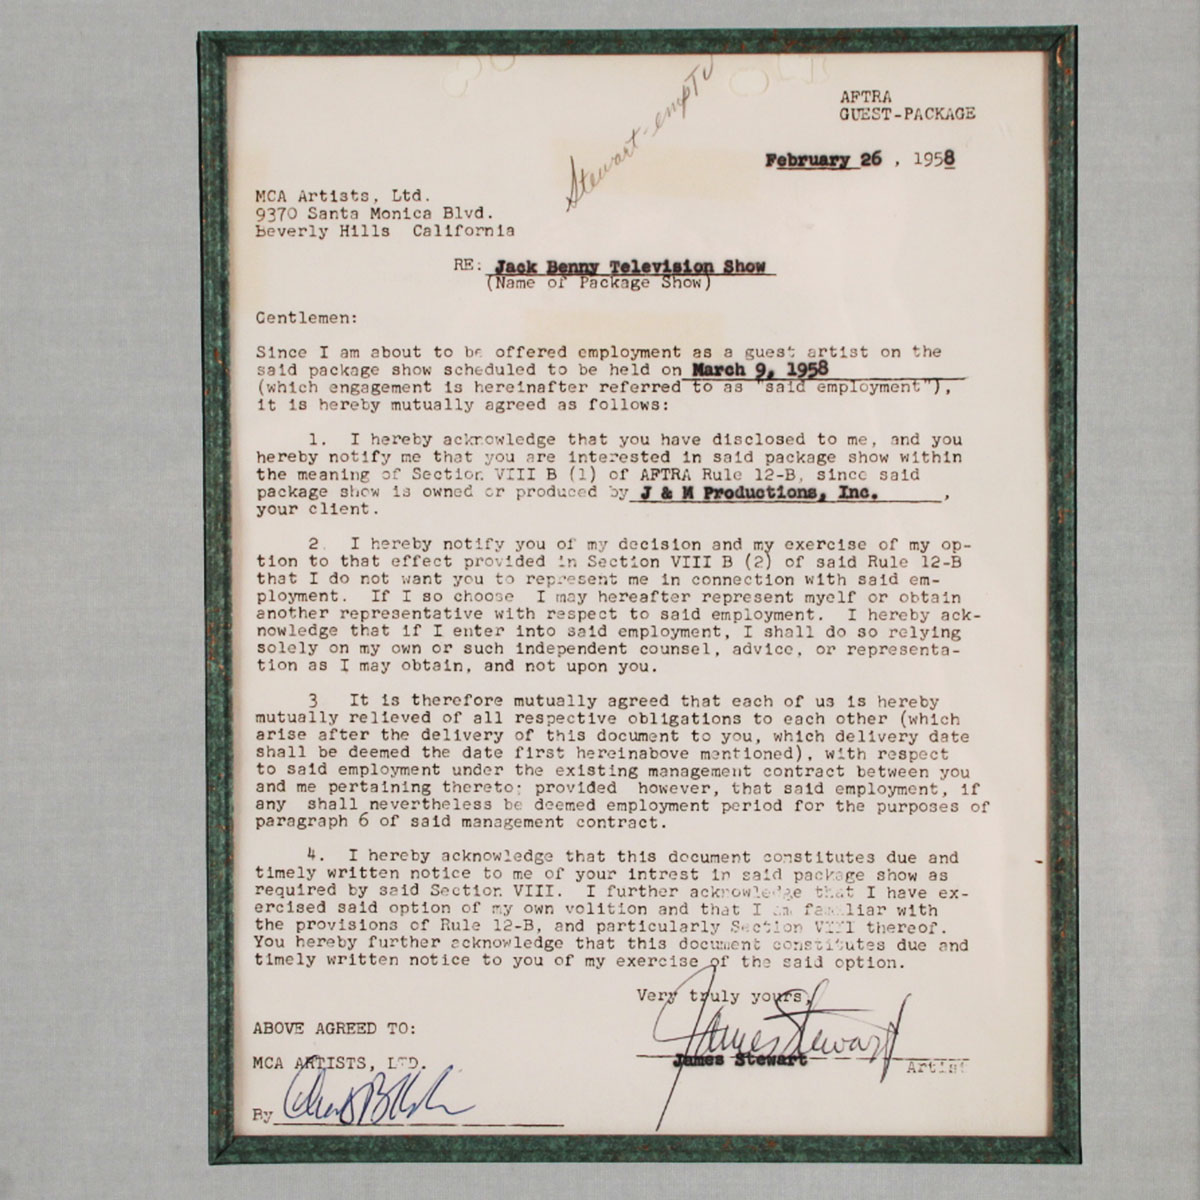 Stewart-empt
AFTRA
GUEST-PACKAGE
February 26, 1958
MCA Artists, Ltd.
9370 Santa Monica Blvd.
Beverly Hills California
RE: Jack Benny Television Show
(Name of Package Show)
Gentlemen:
Since I am about to be offered employment as a guest artist on the
said package show scheduled to be held on March 9, 1958
(which engagement is hereinafter referred to as "said employment"),
it is hereby mutually agreed as follows:
1. I hereby acknowledge that you have disclosed to me, and you
hereby notify me that you are interested in said package show within
the meaning of Section VIII B (1) of AFTRA Rule 12-B, since said
package show is owned or produced by J & M Productions, Inc. ,
your client.
2. I hereby notify you of my decision and my exercise of my op-
tion to that effect provided in Section VIII B (2) of said Rule 12-B
that I do not want you to represent me in connection with said em-
ployment. If I so choose I may hereafter represent myelf or obtain
another representative with respect to said employment. I hereby ack-
nowledge that if I enter into said employment, I shall do so relying
solely on my own or such independent counsel, advice, or representa-
tion as I may obtain, and not upon you.
3 It is therefore mutually agreed that each of us is hereby
mutually relieved of all respective obligations to each other (which
arise after the delivery of this document to you, which delivery date
shall be deemed the date first hereinabove mentioned), with respect
to said employment under the existing management contract between you
and me pertaining thereto; provided however, that said employment, if
any shall nevertheless be deemed employment period for the purposes of
paragraph 6 of said management contract.
4. I hereby acknowledge that this document constitutes due and
timely written notice to me of your intrest in said package show as
required by said Section VIII. I further acknowledge that I have ex-
ercised said option of my own volition and that I am familiar with
the provisions of Rule 12-B, and particularly Section VIII thereof.
You hereby further acknowledge that this document constitutes due and
timely written notice to you of my exercise of the said option.
Very truly yours,
James Stewart
ABOVE AGREED TO:
MCA ARTISTS, LTD.
James Stewart
Artist
By